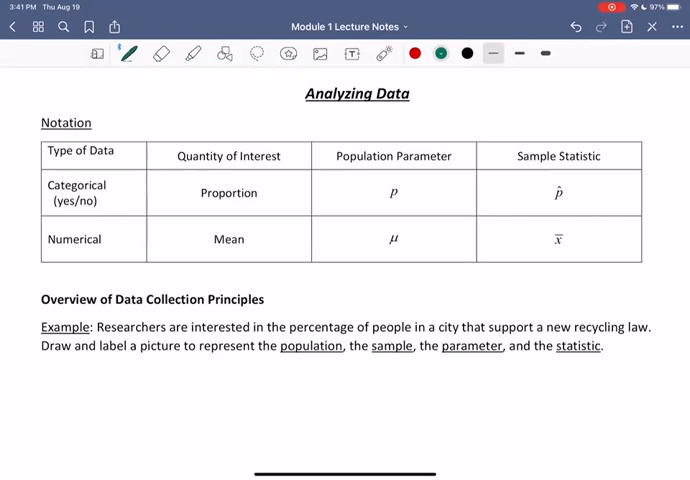 3:41 PM Thu Aug 19
97%
Module 1 Lecture Notes
Analyzing Data
Notation
Type of Data Quantity of Interest Population Parameter Sample Statistic
Categorical (yes/no) Proportion p p̂
Numerical Mean μ x̅
Overview of Data Collection Principles
Example: Researchers are interested in the percentage of people in a city that support a new recycling law.
Draw and label a picture to represent the population, the sample, the parameter, and the statistic.